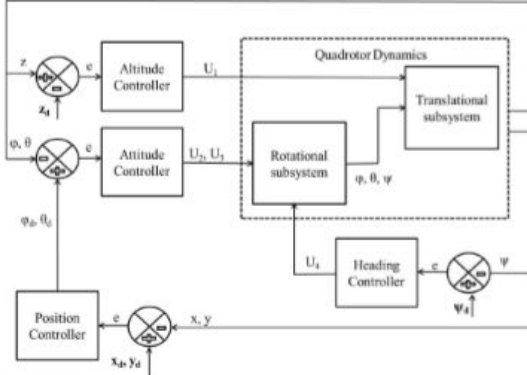 Quadrotor Dynamics
z
e
Altitude
Controller
U1
Translational
subsystem
zd
φ, θ
e
Attitude
Controller
U2, U3
Rotational
subsystem
φ, θ, ψ
φd, θd
U4
Heading
Controller
e
ψ
Position
Controller
e
x, y
ψd
xd, yd